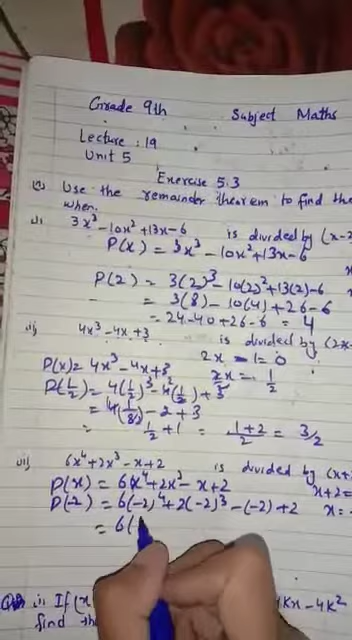 Grade 9th Subject Maths
Lecture : 19
Unit 5
Exercise 5.3
Use the remainder theorem to find the
when.
i) 3x³-10x²+13x-6 is divided by (x-2
P(x) = 3x³-10x²+13x-6
P(2) = 3(2)³-10(2)²+13(2)-6
= 3(8)-10(4)+26-6
= 24-40+26-6 = 4
ii) 4x³-4x+3 is divided by (2x-
2x-1=0
P(x)=4x³-4x+3 x=1/2
P(1/2)=4(1/2)³-4(1/2)+3
=4(1/8)-2+3
= 1/2+1 = (1+2)/2 = 3/2
iii) 6x⁴+2x³-x+2 is divided by (x+
P(x) = 6x⁴+2x³-x+2 x+2=
P(-2) = 6(-2)⁴+2(-2)³-(-2)+2 x=-
= 6(
If (x 4kx-4k²
find th